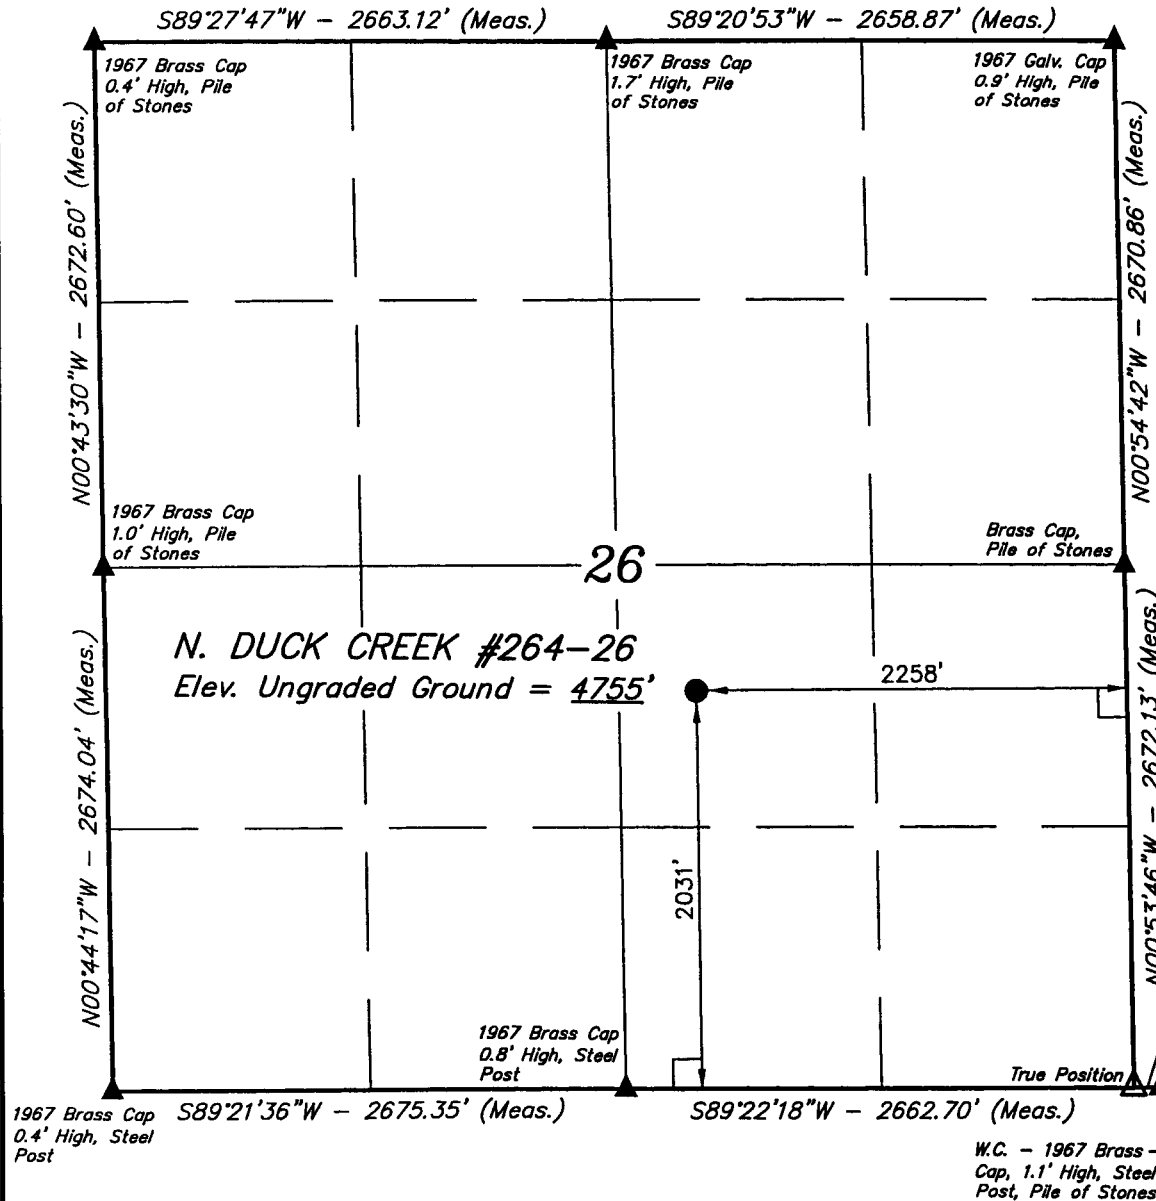 S89°27'47"W - 2663.12' (Meas.)
S89°20'53"W - 2658.87' (Meas.)
1967 Brass Cap
0.4' High, Pile
of Stones
1967 Brass Cap
1.7' High, Pile
of Stones
1967 Galv. Cap
0.9' High, Pile
of Stones
N00°43'30"W - 2672.60' (Meas.)
N00°54'42"W - 2670.86' (Meas.)
1967 Brass Cap
1.0' High, Pile
of Stones
Brass Cap,
Pile of Stones
26
N. DUCK CREEK #264-26
Elev. Ungraded Ground = 4755'
2258'
2031'
N00°44'17"W - 2674.04' (Meas.)
N00°53'46"W - 2672.13' (Meas.)
1967 Brass Cap
0.8' High, Steel
Post
True Position
1967 Brass Cap
0.4' High, Steel
Post
S89°21'36"W - 2675.35' (Meas.)
S89°22'18"W - 2662.70' (Meas.)
W.C. - 1967 Brass
Cap, 1.1' High, Steel
Post, Pile of Stones